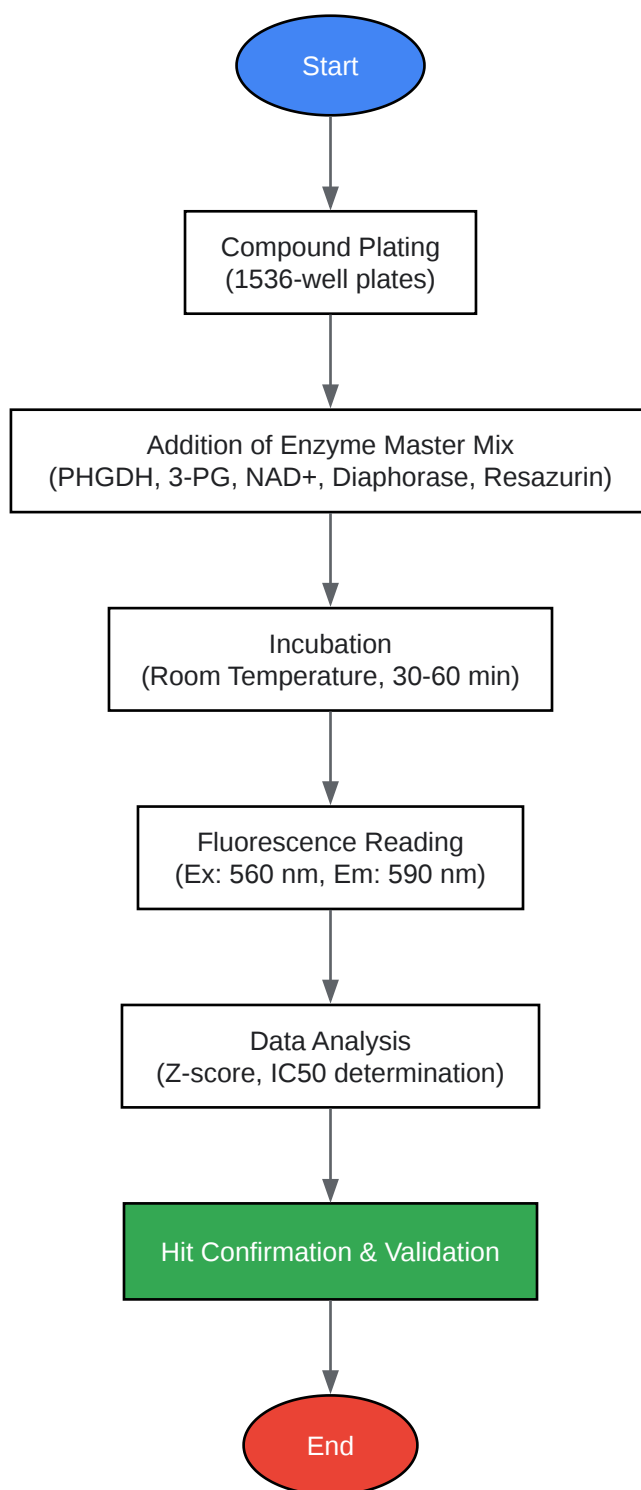 Start
Compound Plating
(1536-well plates)
Addition of Enzyme Master Mix
(PHGDH, 3-PG, NAD+, Diaphorase, Resazurin)
Incubation
(Room Temperature, 30-60 min)
Fluorescence Reading
(Ex: 560 nm, Em: 590 nm)
Data Analysis
(Z-score, IC50 determination)
Hit Confirmation & Validation
End